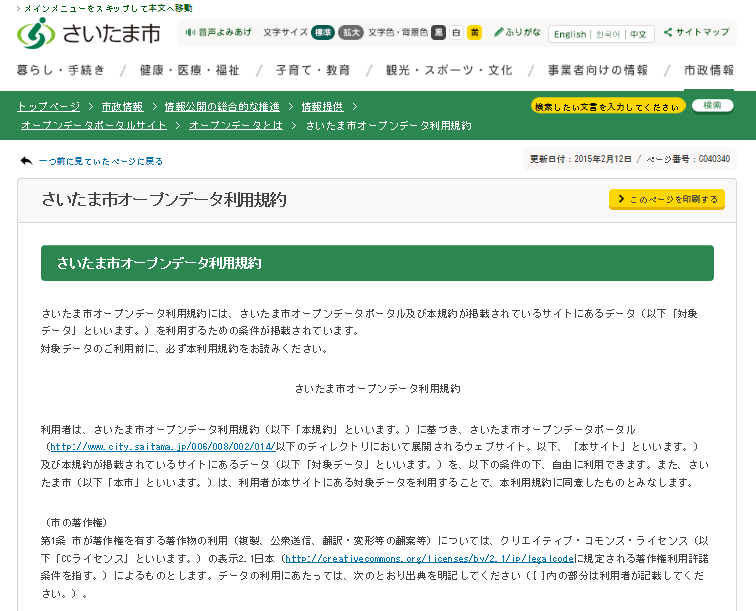 > メインメニューをスキップして本文へ移動
さいたま市
音声よみあげ 文字サイズ 標準 拡大 文字色・背景色 黒 白 黄 ふりがな English 한국어 中文 サイトマップ
暮らし・手続き / 健康・医療・福祉 / 子育て・教育 / 観光・スポーツ・文化 / 事業者向けの情報 / 市政情報
トップページ > 市政情報 > 情報公開の総合的な推進 > 情報提供 > 検索したい文言を入力してください 検索
オープンデータポータルサイト > オープンデータとは > さいたま市オープンデータ利用規約
一つ前に見ていたページに戻る 更新日付：2015年2月12日 / ページ番号：C040340
さいたま市オープンデータ利用規約 このページを印刷する
さいたま市オープンデータ利用規約
さいたま市オープンデータ利用規約には、さいたま市オープンデータポータル及び本規約が掲載されているサイトにあるデータ（以下「対象
データ」といいます。）を利用するための条件が掲載されています。
対象データのご利用前に、必ず本利用規約をお読みください。
さいたま市オープンデータ利用規約
利用者は、さいたま市オープンデータ利用規約（以下「本規約」といいます。）に基づき、さいたま市オープンデータポータル
（http://www.city.saitama.jp/006/008/002/014/以下のディレクトリにおいて展開されるウェブサイト。以下、「本サイト」といいます。）
及び本規約が掲載されているサイトにあるデータ（以下「対象データ」といいます。）を、以下の条件の下、自由に利用できます。また、さい
たま市（以下「本市」といいます。）は、利用者が本サイトにある対象データを利用することで、本利用規約に同意したものとみなします。
（市の著作権）
第1条 市が著作権を有する著作物の利用（複製、公衆送信、翻訳・変形等の翻案等）については、クリエイティブ・コモンズ・ライセンス（以
下「CCライセンス」といいます。）の表示2.1日本（http://creativecommons.org/licenses/by/2.1/jp/legalcodeに規定される著作権利用許諾
条件を指す。）によるものとします。データの利用にあたっては、次のとおり出典を明記してください（[ ]内の部分は利用者が記載してくだ
さい。）。